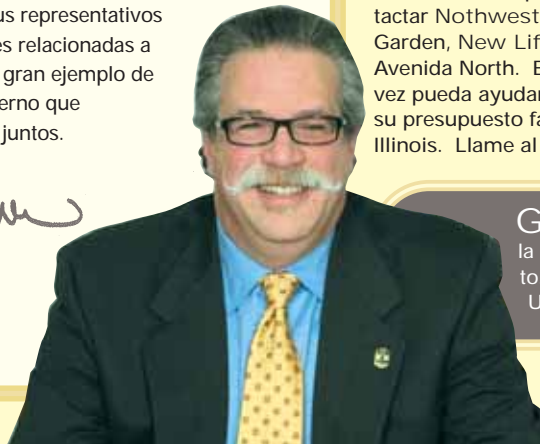 us representativos
es relacionadas a
gran ejemplo de
erno que
juntos.
tactar Nothwest
Garden, New Lif
Avenida North. E
vez pueda ayudar
su presupuesto fa
Illinois. Llame al
G
la
to
U